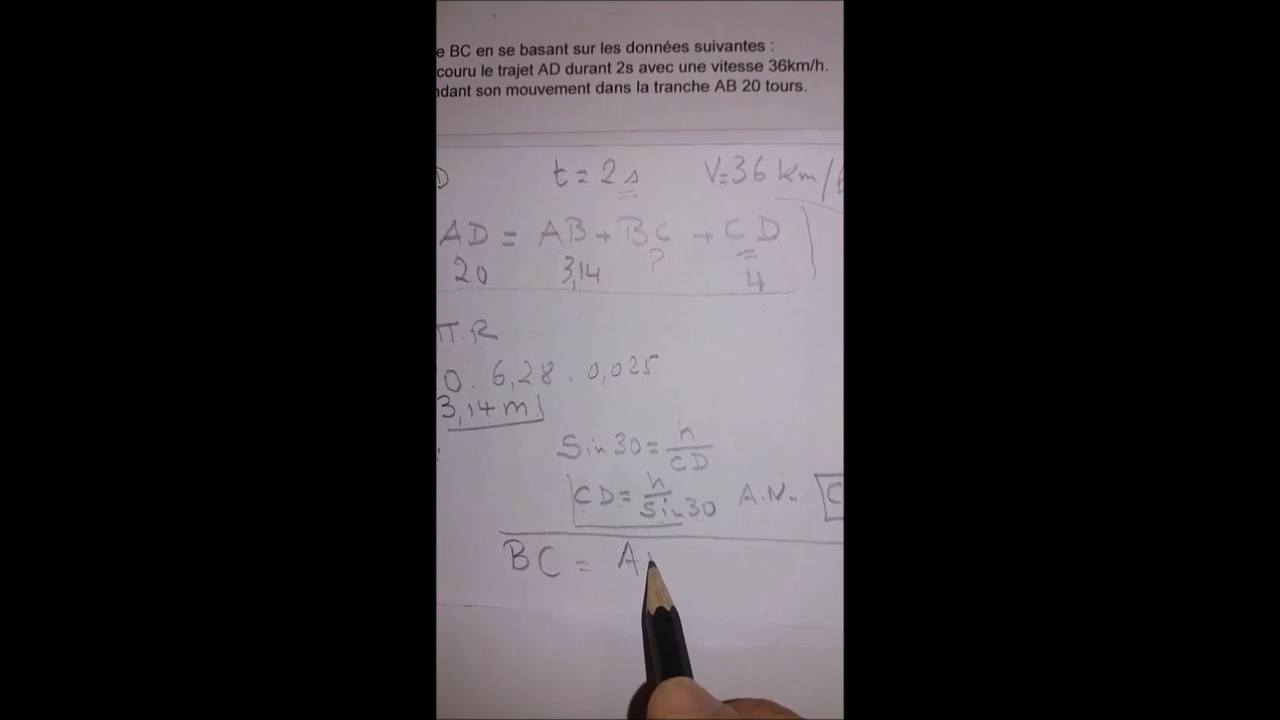 e BC en se basant sur les données suivantes :
couru le trajet AD durant 2s avec une vitesse 36km/h.
ndant son mouvement dans la tranche AB 20 tours.
D t = 2 s V = 36 km/h
AD = AB + BC + CD
20 3,14 ? 4
π.R
0 . 6,28 . 0,025
3,14 m
Sin 30 = h/CD
CD = h/Sin 30 A.N. C
BC = A